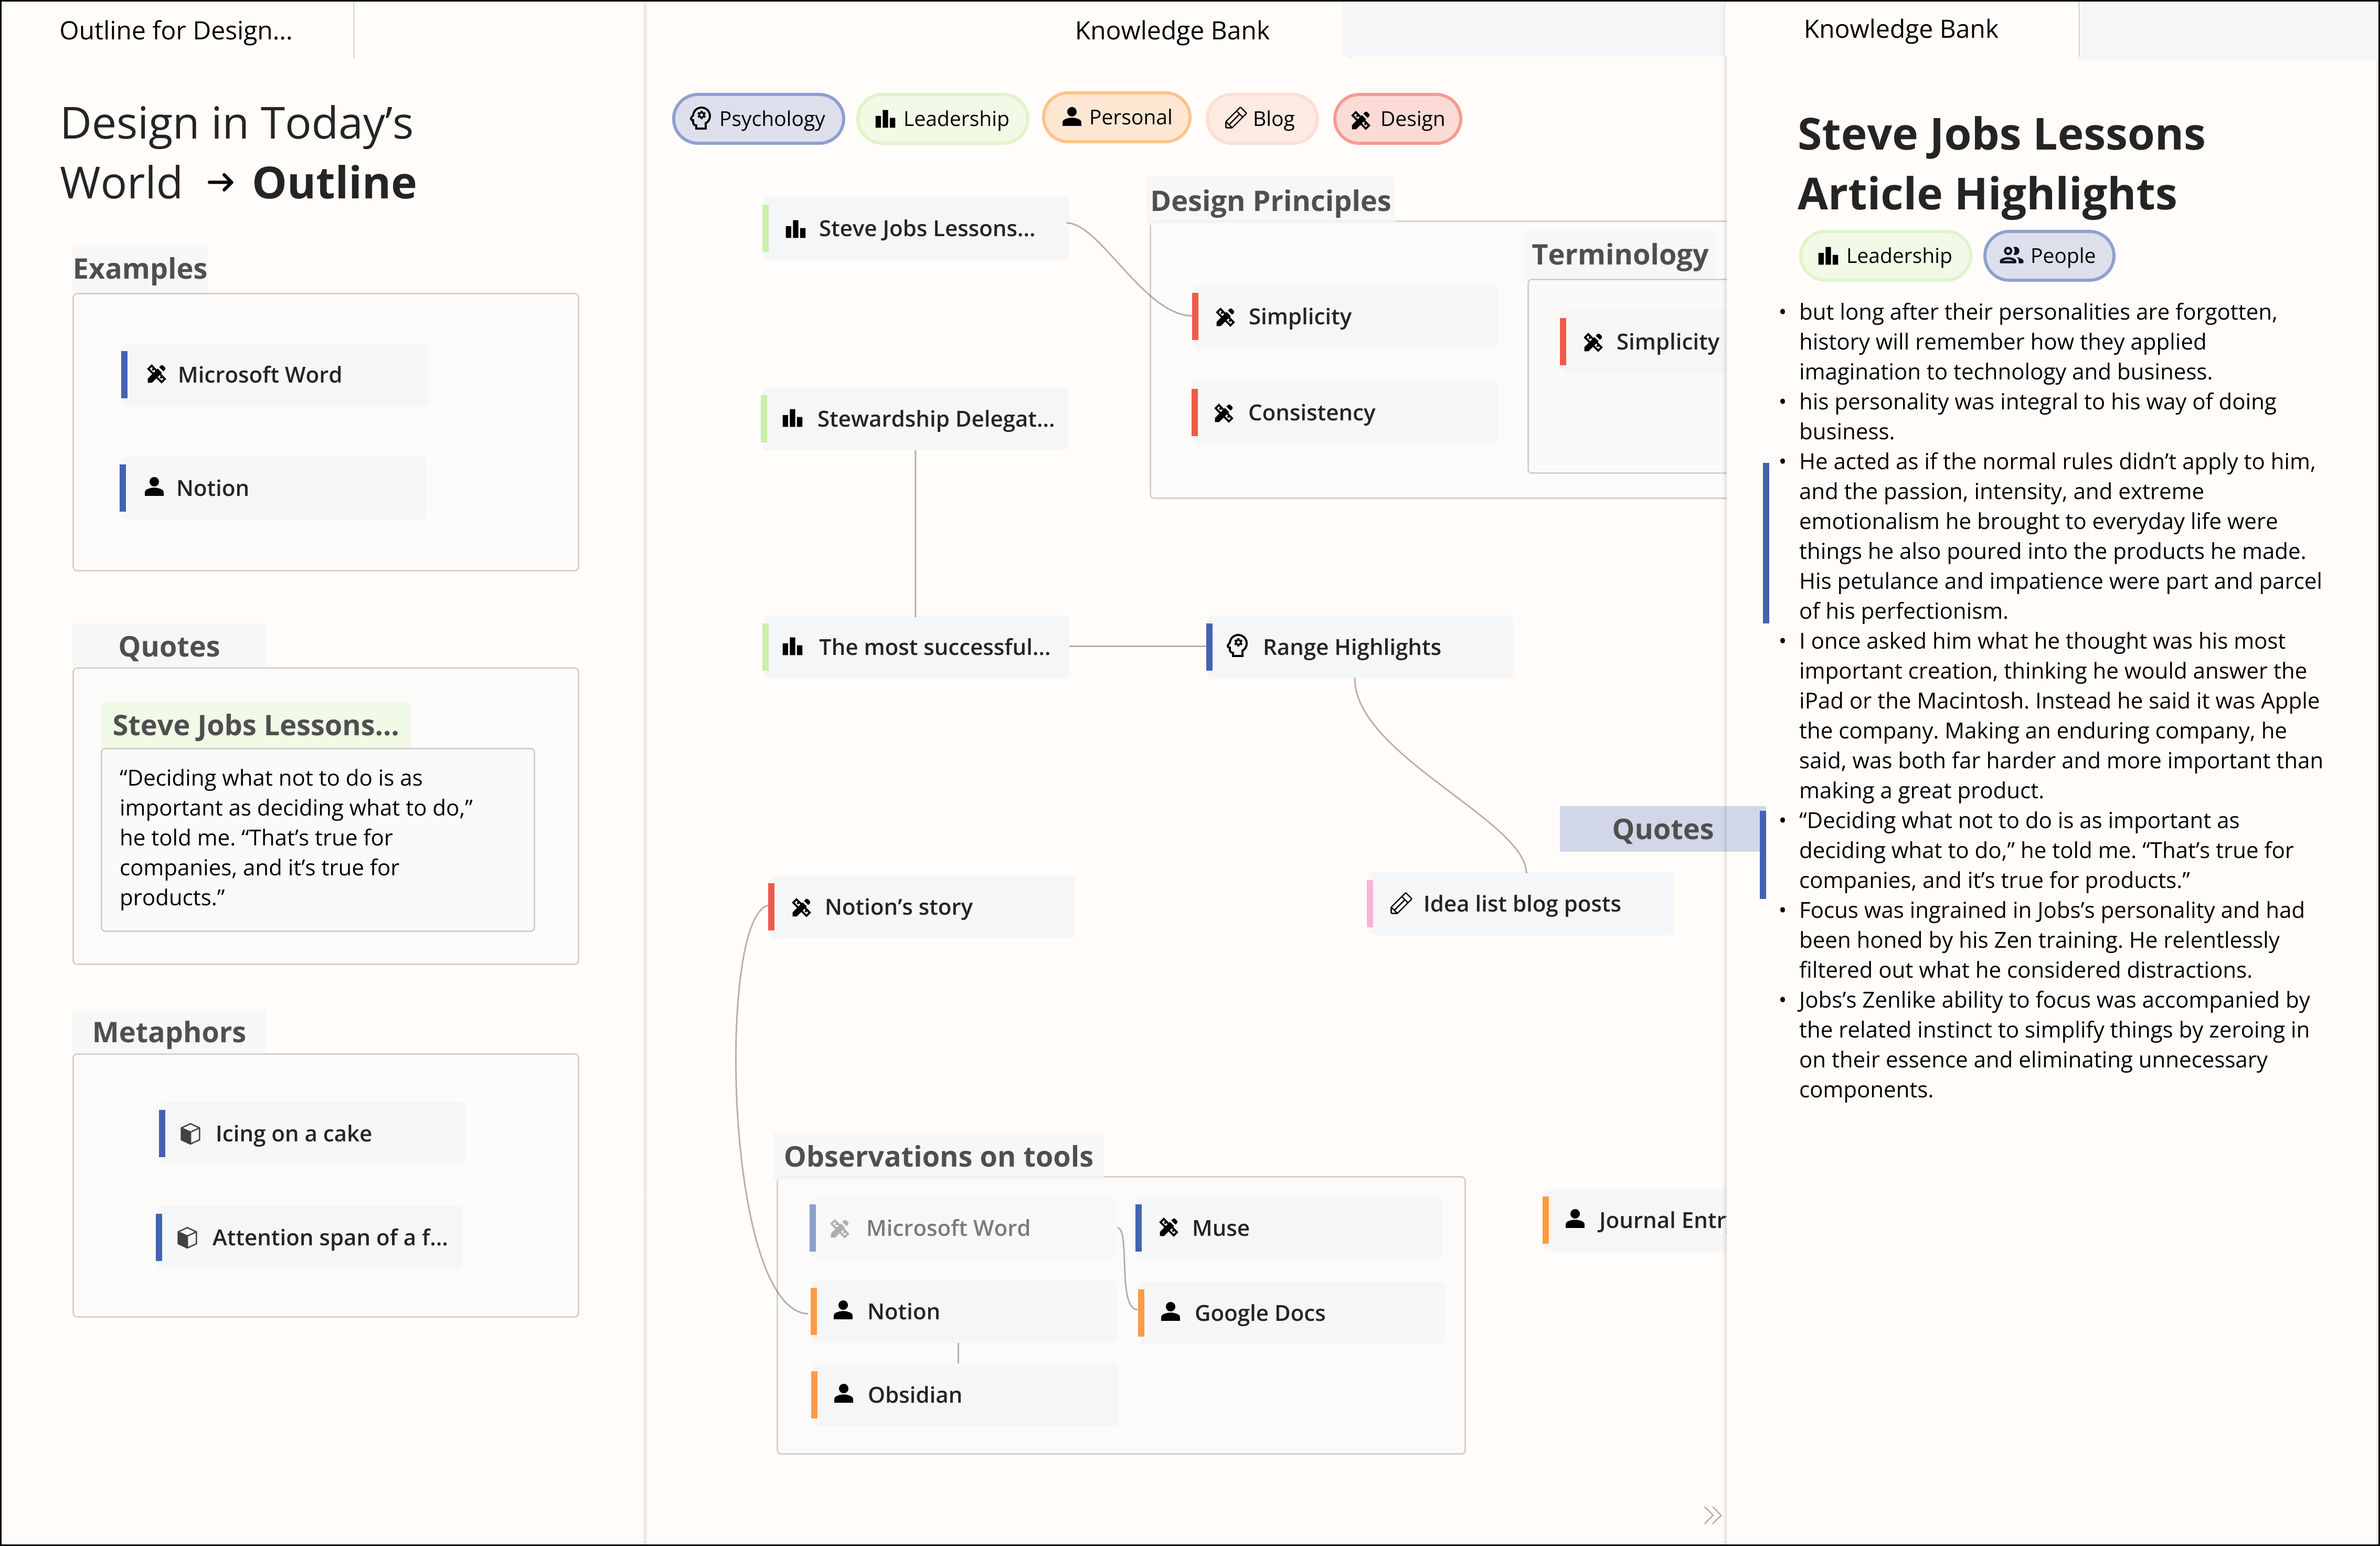 Outline for Design...
Design in Today’s
World → Outline
Examples
Microsoft Word
Notion
Quotes
Steve Jobs Lessons...
“Deciding what not to do is as
important as deciding what to do,”
he told me. “That’s true for
companies, and it’s true for
products.”
Metaphors
Icing on a cake
Attention span of a f...
Knowledge Bank
Psychology
Leadership
Personal
Blog
Design
Steve Jobs Lessons...
Design Principles
Terminology
Simplicity
Simplicity
Consistency
Stewardship Delegat...
The most successful...
Range Highlights
Quotes
Notion’s story
Idea list blog posts
Observations on tools
Microsoft Word
Muse
Notion
Google Docs
Obsidian
Journal Entr
Knowledge Bank
Steve Jobs Lessons
Article Highlights
Leadership
People
• but long after their personalities are forgotten,
history will remember how they applied
imagination to technology and business.
• his personality was integral to his way of doing
business.
• He acted as if the normal rules didn’t apply to him,
and the passion, intensity, and extreme
emotionalism he brought to everyday life were
things he also poured into the products he made.
His petulance and impatience were part and parcel
of his perfectionism.
• I once asked him what he thought was his most
important creation, thinking he would answer the
iPad or the Macintosh. Instead he said it was Apple
the company. Making an enduring company, he
said, was both far harder and more important than
making a great product.
• “Deciding what not to do is as important as
deciding what to do,” he told me. “That’s true for
companies, and it’s true for products.”
• Focus was ingrained in Jobs’s personality and had
been honed by his Zen training. He relentlessly
filtered out what he considered distractions.
• Jobs’s Zenlike ability to focus was accompanied by
the related instinct to simplify things by zeroing in
on their essence and eliminating unnecessary
components.